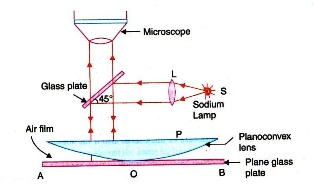 Microscope
Glass plate
45°
L
S
Sodium
Lamp
Air film
P
Planoconvex
lens
Plane glass
plate
A
O
B